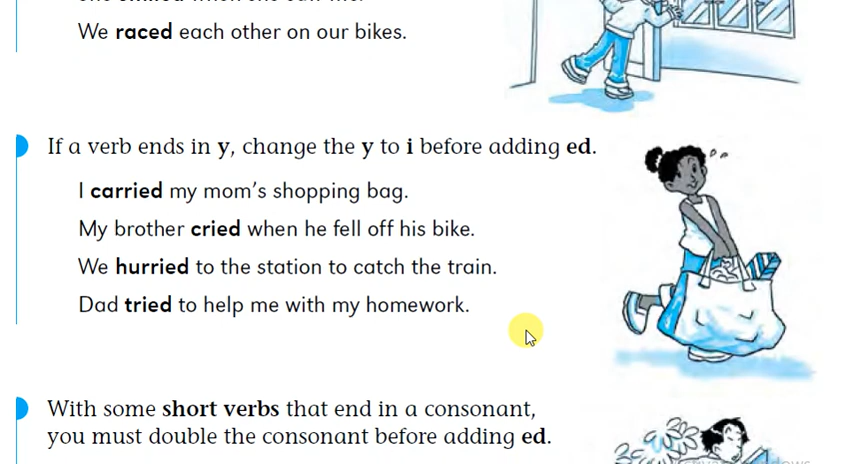 We raced each other on our bikes.
If a verb ends in y, change the y to i before adding ed.
I carried my mom's shopping bag.
My brother cried when he fell off his bike.
We hurried to the station to catch the train.
Dad tried to help me with my homework.
With some short verbs that end in a consonant,
you must double the consonant before adding ed.